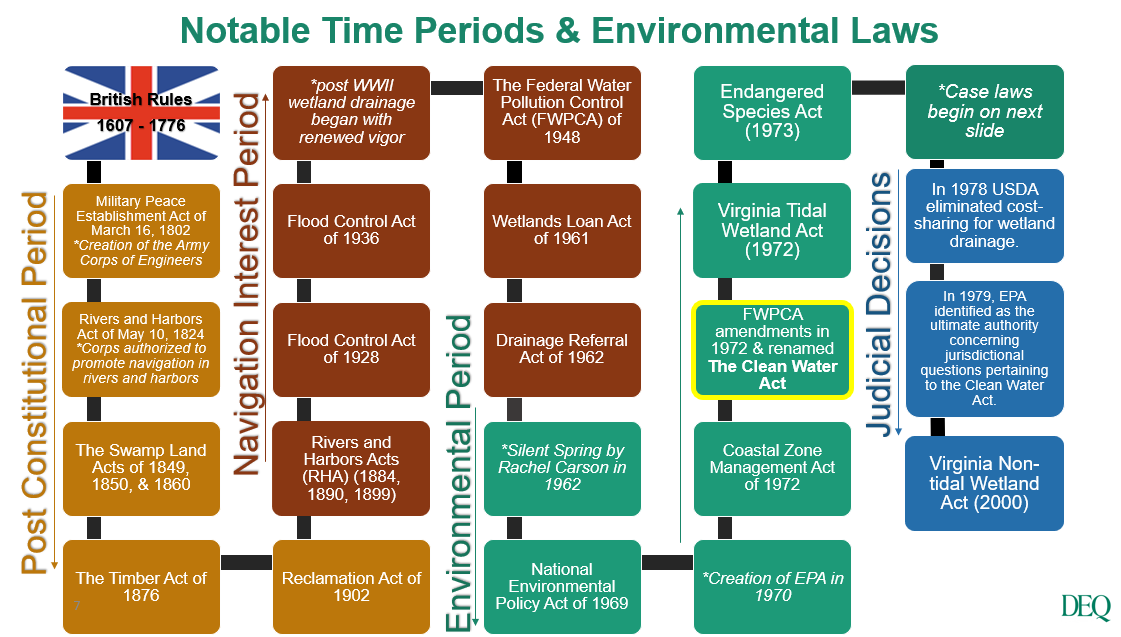 Notable Time Periods & Environmental Laws
British Rules
1607 - 1776
Post Constitutional Period
Military Peace
Establishment Act of
March 16, 1802
*Creation of the Army
Corps of Engineers
Rivers and Harbors
Act of May 10, 1824
*Corps authorized to
promote navigation in
rivers and harbors
The Swamp Land
Acts of 1849,
1850, & 1860
The Timber Act of
1876
7
Reclamation Act of
1902
Navigation Interest Period
Rivers and
Harbors Acts
(RHA) (1884,
1890, 1899)
Flood Control Act
of 1928
Flood Control Act
of 1936
*post WWII
wetland drainage
began with
renewed vigor
The Federal Water
Pollution Control
Act (FWPCA) of
1948
Wetlands Loan Act
of 1961
Drainage Referral
Act of 1962
Environmental Period
*Silent Spring by
Rachel Carson in
1962
National
Environmental
Policy Act of 1969
*Creation of EPA in
1970
Coastal Zone
Management Act
of 1972
FWPCA
amendments in
1972 & renamed
The Clean Water
Act
Virginia Tidal
Wetland Act
(1972)
Endangered
Species Act
(1973)
*Case laws
begin on next
slide
Judicial Decisions
In 1978 USDA
eliminated cost-
sharing for wetland
drainage.
In 1979, EPA
identified as the
ultimate authority
concerning
jurisdictional
questions pertaining
to the Clean Water
Act.
Virginia Non-
tidal Wetland
Act (2000)
DEQ